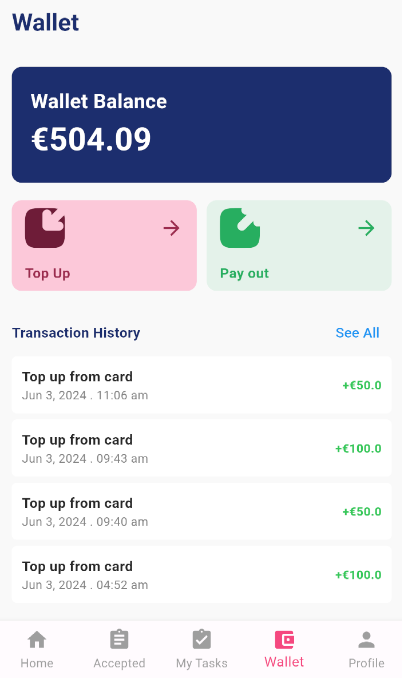 Wallet
Wallet Balance
€504.09
Top Up
Pay out
Transaction History
See All
Top up from card
Jun 3, 2024 . 11:06 am
+€50.0
Top up from card
Jun 3, 2024 . 09:43 am
+€100.0
Top up from card
Jun 3, 2024 . 09:40 am
+€50.0
Top up from card
Jun 3, 2024 . 04:52 am
+€100.0
Home
Accepted
My Tasks
Wallet
Profile